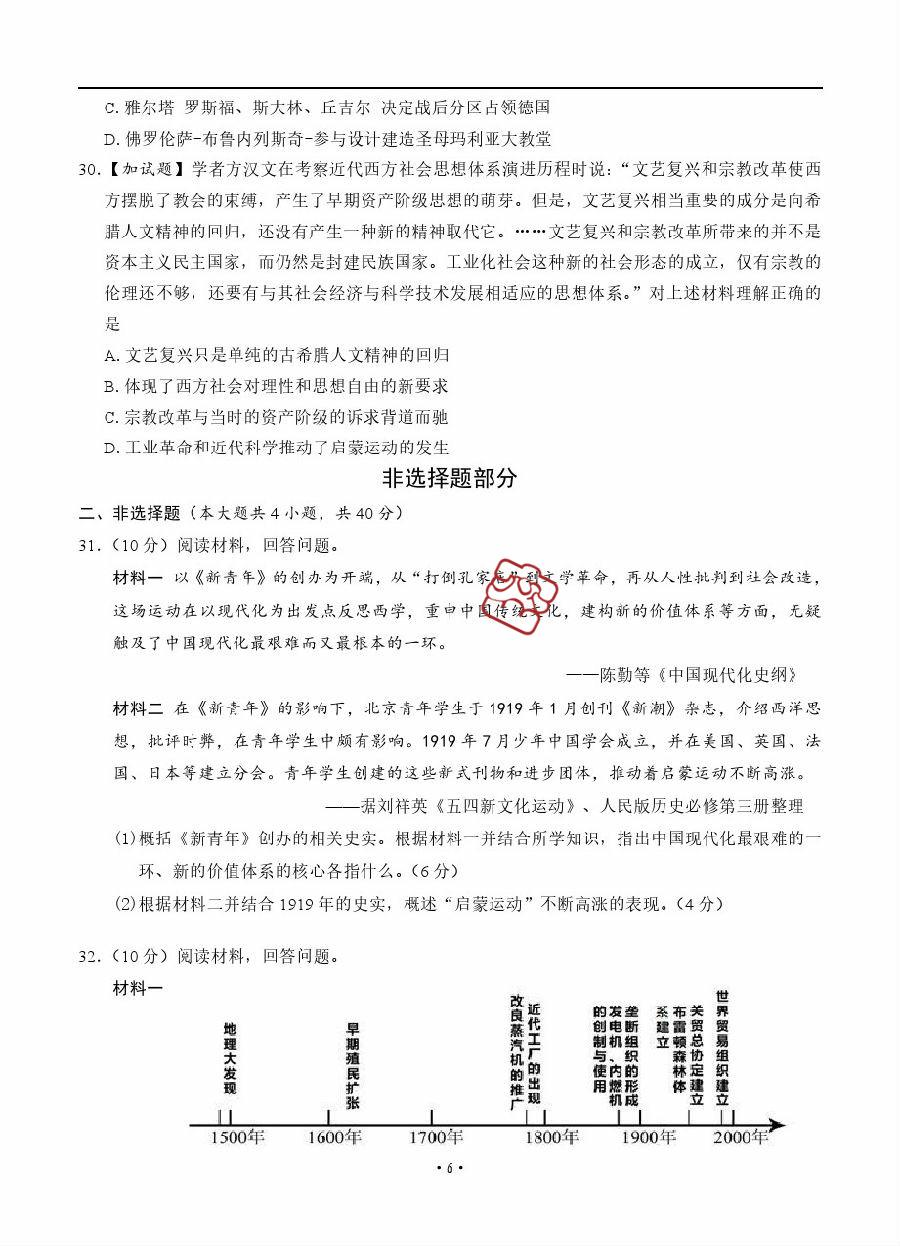 C. 雅尔塔 罗斯福、斯大林、丘吉尔 决定战后分区占领德国
D. 佛罗伦萨-布鲁内列斯奇-参与设计建造圣母玛利亚大教堂
30.【加试题】学者方汉文在考察近代西方社会思想体系演进历程时说：“文艺复兴和宗教改革使西
方摆脱了教会的束缚，产生了早期资产阶级思想的萌芽。但是，文艺复兴相当重要的成分是向希
腊人文精神的回归，还没有产生一种新的精神取代它。……文艺复兴和宗教改革所带来的并不是
资本主义民主国家，而仍然是封建民族国家。工业化社会这种新的社会形态的成立，仅有宗教的
伦理还不够，还要有与其社会经济与科学技术发展相适应的思想体系。”对上述材料理解正确的
是
A. 文艺复兴只是单纯的古希腊人文精神的回归
B. 体现了西方社会对理性和思想自由的新要求
C. 宗教改革与当时的资产阶级的诉求背道而驰
D. 工业革命和近代科学推动了启蒙运动的发生
非选择题部分
二、非选择题（本大题共 4 小题，共 40 分）
31.（10 分）阅读材料，回答问题。
材料一 以《新青年》的创办为开端，从“打倒孔家店”到文学革命，再从人性批判到社会改造，
这场运动在以现代化为出发点反思西学，重申中国传统文化，建构新的价值体系等方面，无疑
触及了中国现代化最艰难而又最根本的一环。
——陈勤等《中国现代化史纲》
材料二 在《新青年》的影响下，北京青年学生于 1919 年 1 月创刊《新潮》杂志，介绍西洋思
想，批评时弊，在青年学生中颇有影响。1919 年 7 月少年中国学会成立，并在美国、英国、法
国、日本等建立分会。青年学生创建的这些新式刊物和进步团体，推动着启蒙运动不断高涨。
——据刘祥英《五四新文化运动》、人民版历史必修第三册整理
(1)概括《新青年》创办的相关史实。根据材料一并结合所学知识，指出中国现代化最艰难的一
环、新的价值体系的核心各指什么。（6 分）
(2)根据材料二并结合 1919 年的史实，概述“启蒙运动”不断高涨的表现。（4 分）
32.（10 分）阅读材料，回答问题。
材料一
地理大发现
早期殖民扩张
改良蒸汽机的推广
近代工厂的出现
发电机、内燃机的创制与使用
垄断组织的形成
布雷顿森林体系建立
关贸总协定建立
世界贸易组织建立
1500年 1600年 1700年 1800年 1900年 2000年
· 6 ·